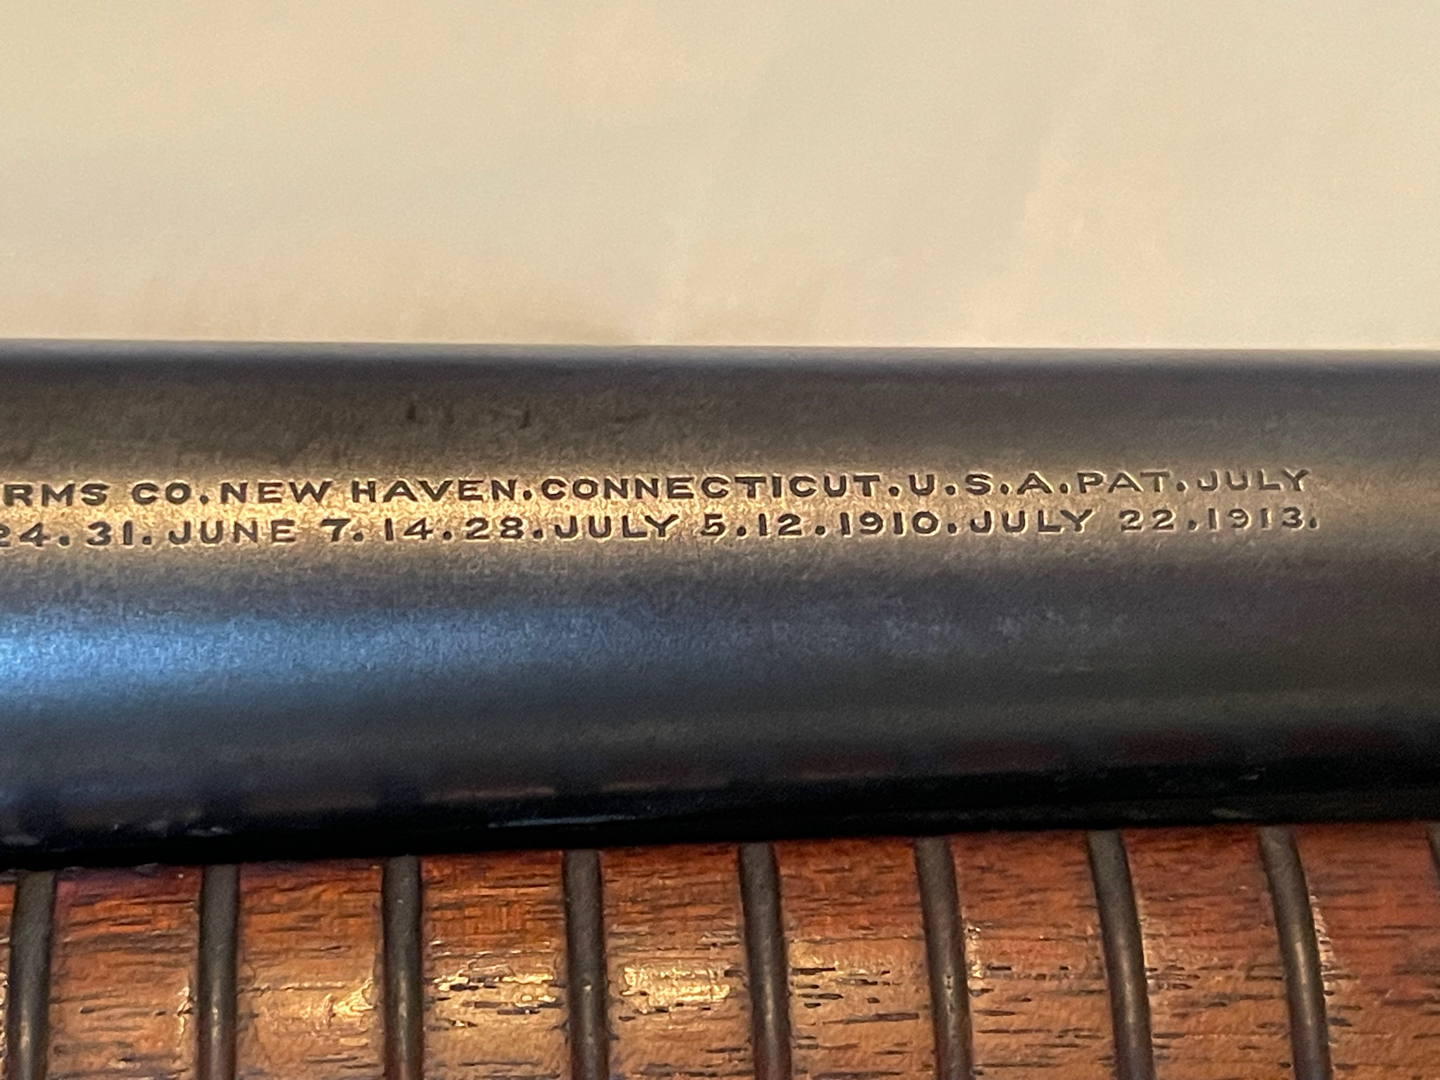 RMS CO. NEW HAVEN. CONNECTICUT. U.S.A. PAT. JULY
24. 31. JUNE 7. 14. 28. JULY 5. 12. 1910. JULY 22. 1913.